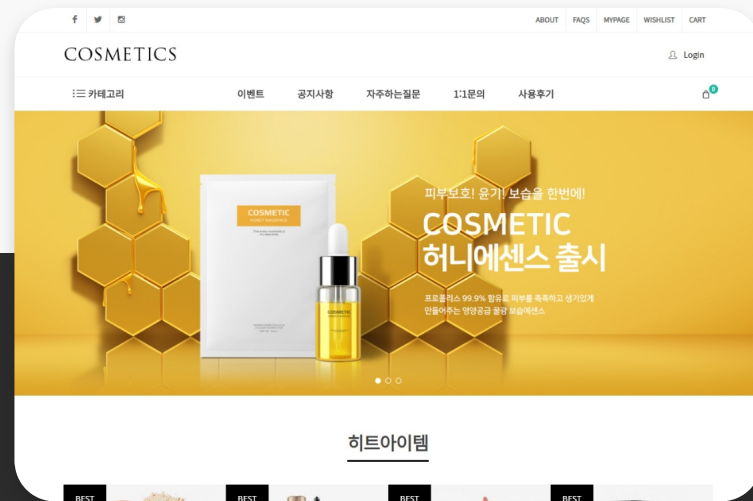 ABOUT FAQS MYPAGE WISHLIST CART
COSMETICS
Login
카테고리 이벤트 공지사항 자주하는질문 1:1문의 사용후기
0
COSMETIC
COSMETIC
피부보호! 윤기! 보습을 한번에!
COSMETIC
허니에센스 출시
프로폴리스 99.9% 함유로 피부를 촉촉하고 생기있게
만들어주는 영양공급 꿀광 보습에센스
히트아이템
BEST BEST BEST BEST